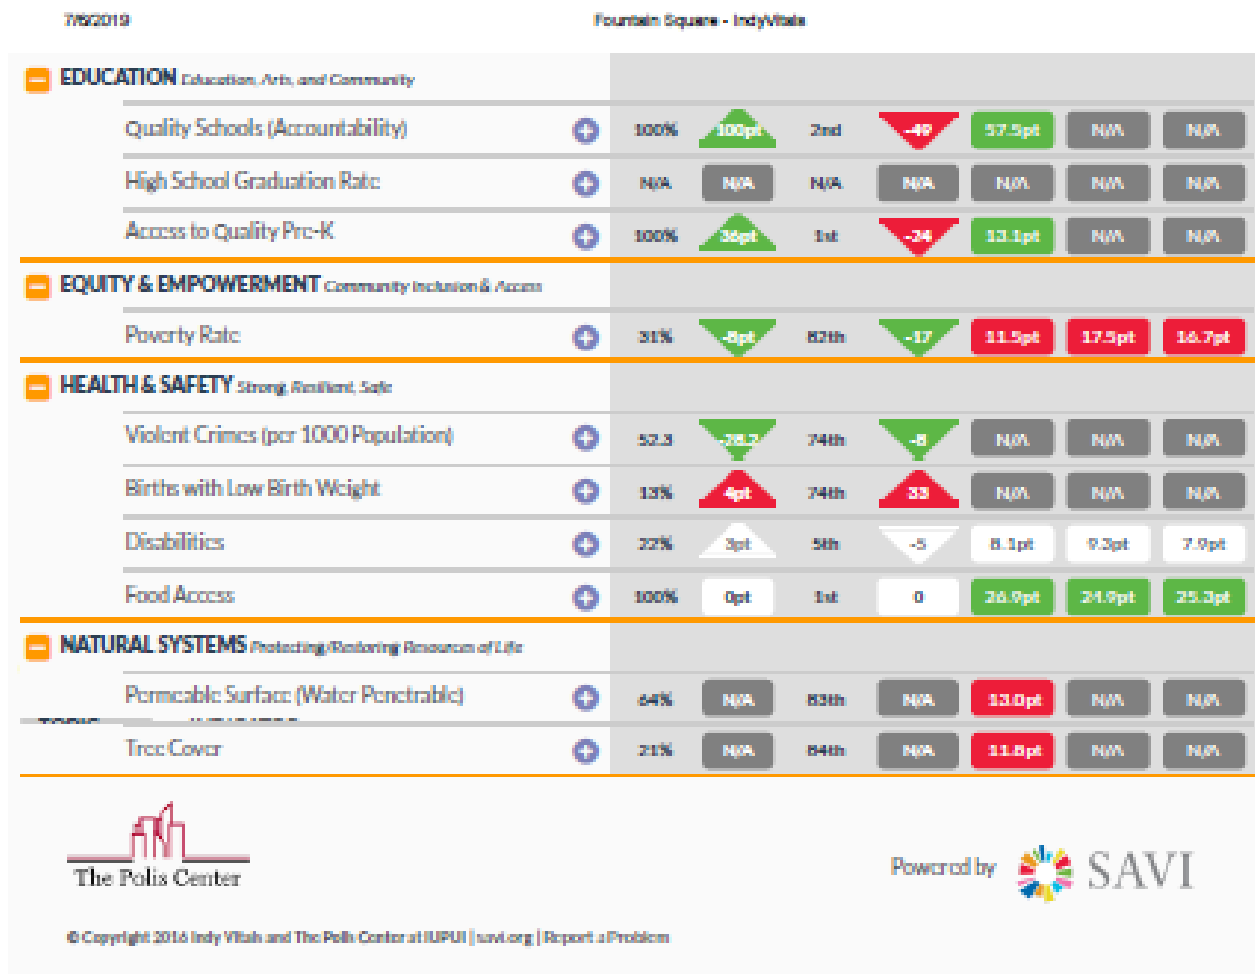 7/8/2019 Fountain Square - IndyVitals
EDUCATION Education, Arts, and Community
Quality Schools (Accountability) 100% 100pt 2nd -49 57.5pt N/A N/A
High School Graduation Rate N/A N/A N/A N/A N/A N/A N/A
Access to Quality Pre-K 100% 36pt 1st -24 13.1pt N/A N/A
EQUITY & EMPOWERMENT Community Inclusion & Access
Poverty Rate 31% -8pt 82th -17 11.5pt 17.5pt 16.7pt
HEALTH & SAFETY Strong, Resilient, Safe
Violent Crimes (per 1000 Population) 52.3 -28.2 74th -8 N/A N/A N/A
Births with Low Birth Weight 13% 4pt 74th 33 N/A N/A N/A
Disabilities 22% 3pt 5th -5 8.1pt 9.3pt 7.9pt
Food Access 100% 0pt 1st 0 26.9pt 24.9pt 25.3pt
NATURAL SYSTEMS Protecting/Restoring Resources of Life
Permeable Surface (Water Penetrable) 64% N/A 83th N/A 13.0pt N/A N/A
Tree Cover 21% N/A 84th N/A 11.8pt N/A N/A
The Polis Center
Powered by SAVI
© Copyright 2016 Indy Vitals and The Polis Center at IUPUI | savi.org | Report a Problem